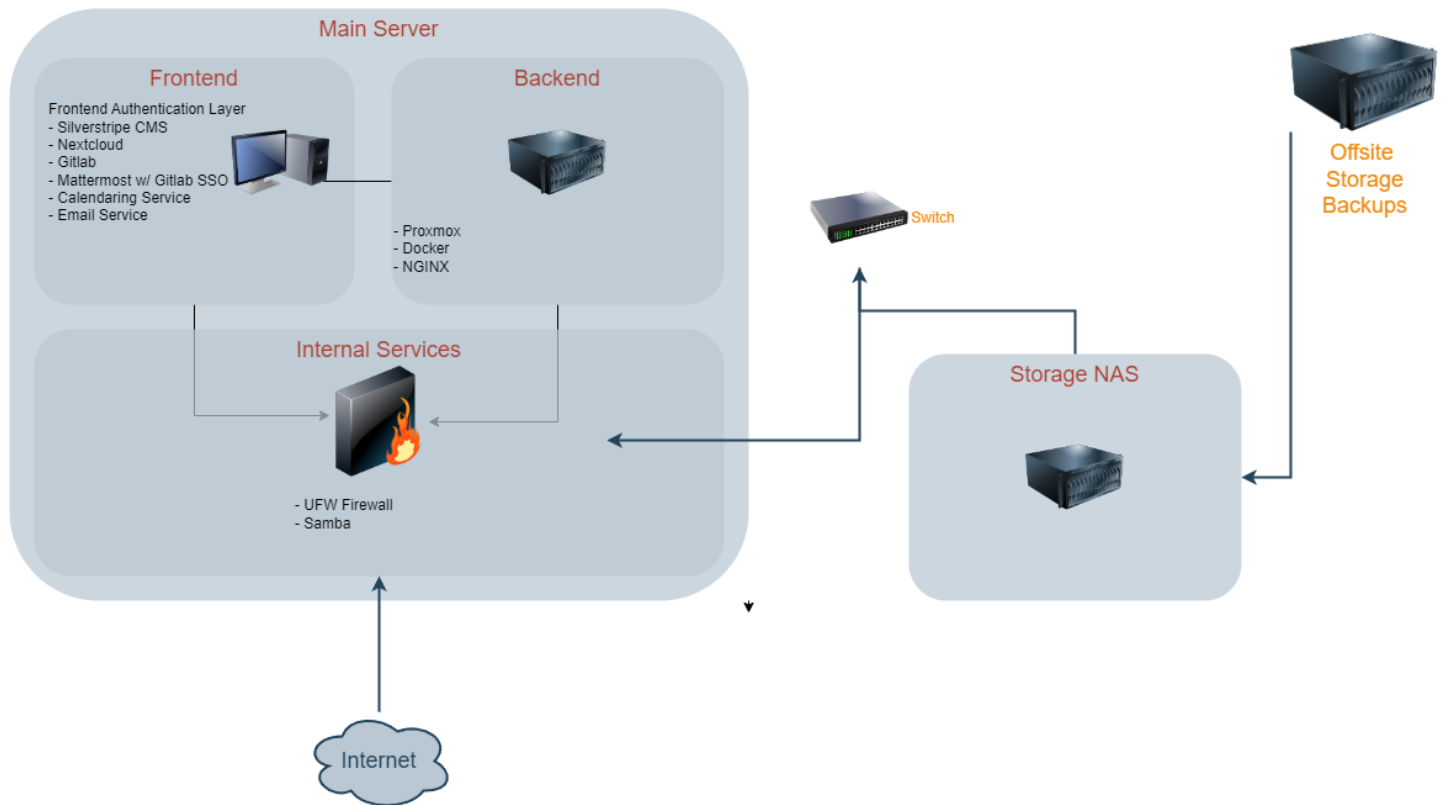 Main Server
Frontend
Frontend Authentication Layer
- Silverstripe CMS
- Nextcloud
- Gitlab
- Mattermost w/ Gitlab SSO
- Calendaring Service
- Email Service
Backend
- Proxmox
- Docker
- NGINX
Internal Services
- UFW Firewall
- Samba
Switch
Storage NAS
Offsite
Storage
Backups
Internet